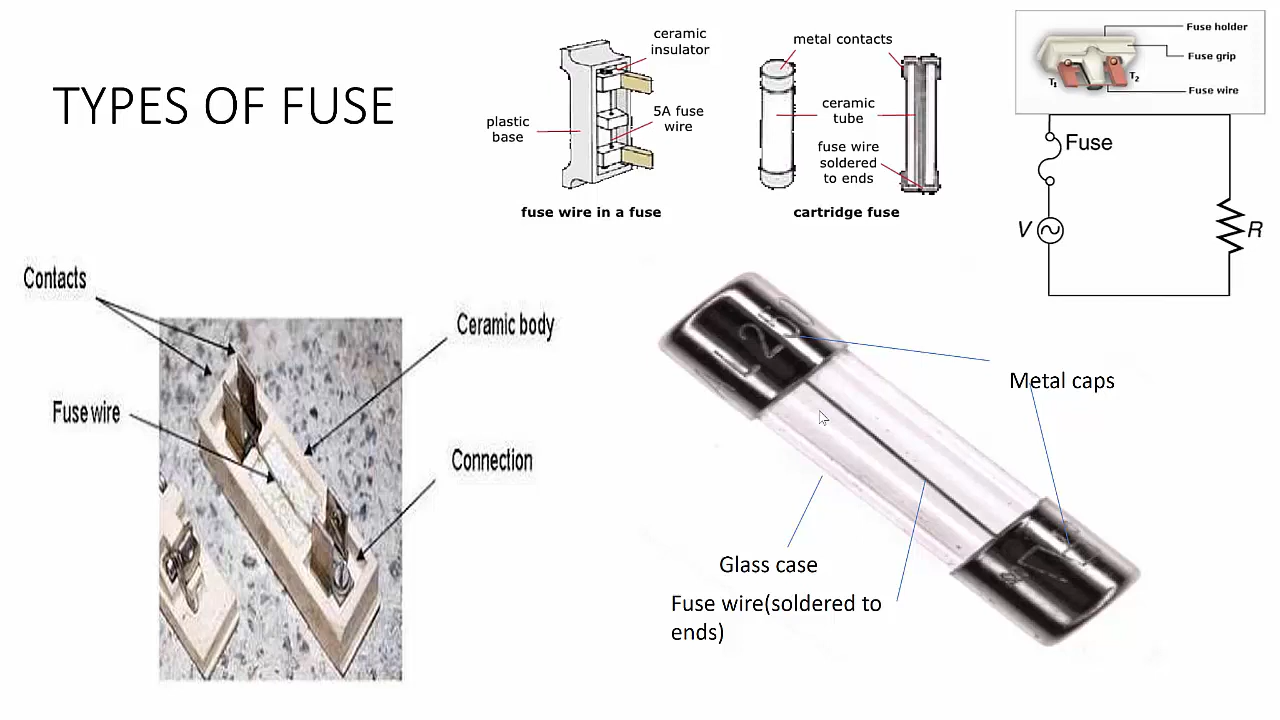 TYPES OF FUSE
ceramic
insulator
plastic
base
5A fuse
wire
fuse wire in a fuse
metal contacts
ceramic
tube
fuse wire
soldered
to ends
cartridge fuse
Fuse holder
Fuse grip
Fuse wire
T1
T2
Fuse
V
R
Contacts
Fuse wire
Ceramic body
Connection
L 250
Metal caps
Glass case
Fuse wire(soldered to
ends)